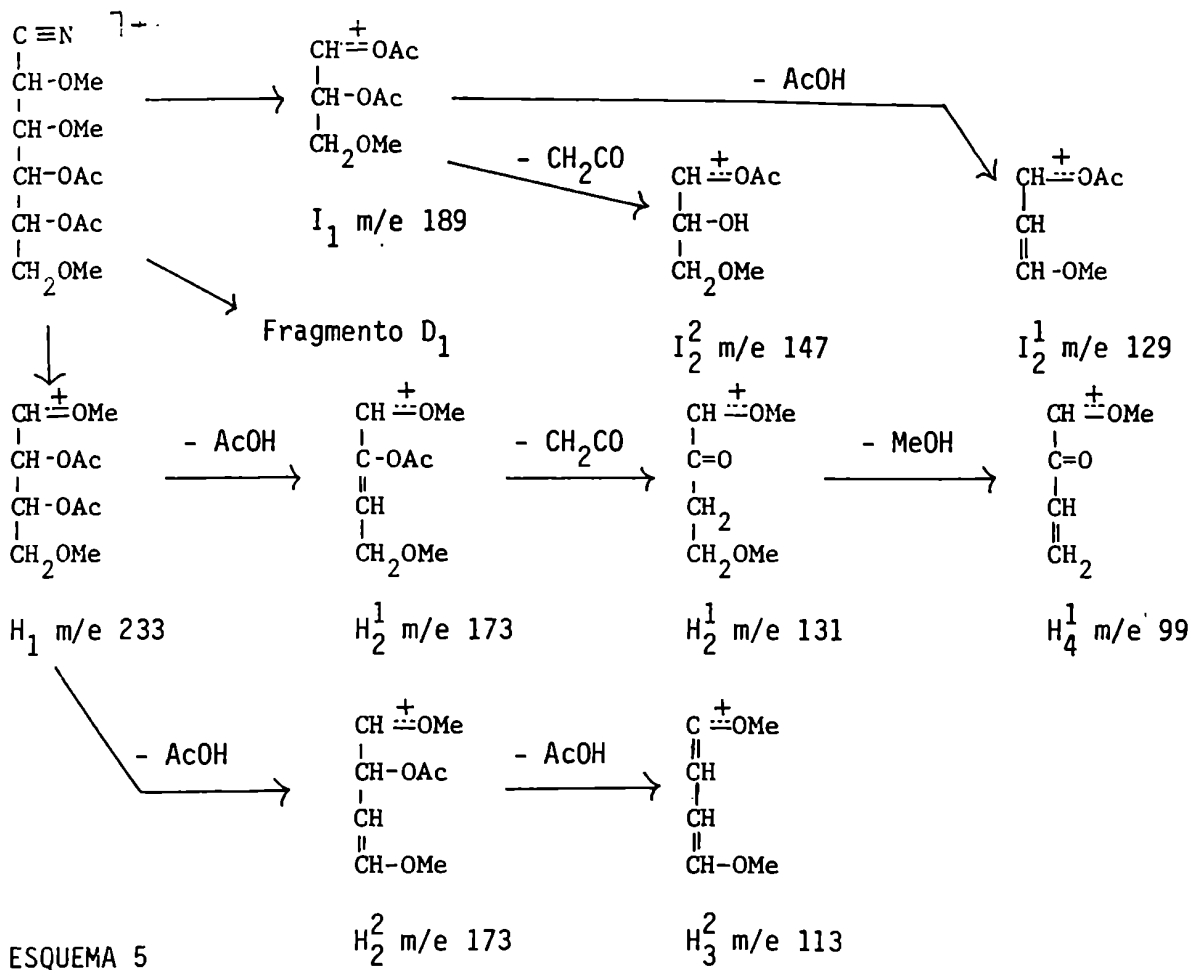 C≡N ⁊+·
CH-OMe
CH-OMe
CH-OAc
CH-OAc
CH₂OMe
CH⁺=OAc
CH-OAc
CH₂OMe
I₁ m/e 189
- AcOH
- CH₂CO
CH⁺=OAc
CH-OH
CH₂OMe
I₂² m/e 147
CH⁺=OAc
CH
CH-OMe
I₂¹ m/e 129
Fragmento D₁
CH⁺=OMe
CH-OAc
CH-OAc
CH₂OMe
H₁ m/e 233
- AcOH
CH⁺=OMe
C-OAc
CH
CH₂OMe
H₂¹ m/e 173
- CH₂CO
CH⁺=OMe
C=O
CH₂
CH₂OMe
H₂¹ m/e 131
- MeOH
CH⁺=OMe
C=O
CH
CH₂
H₄¹ m/e 99
- AcOH
CH⁺=OMe
CH-OAc
CH
CH-OMe
H₂² m/e 173
- AcOH
C⁺=OMe
CH
CH
CH-OMe
H₃² m/e 113
ESQUEMA 5